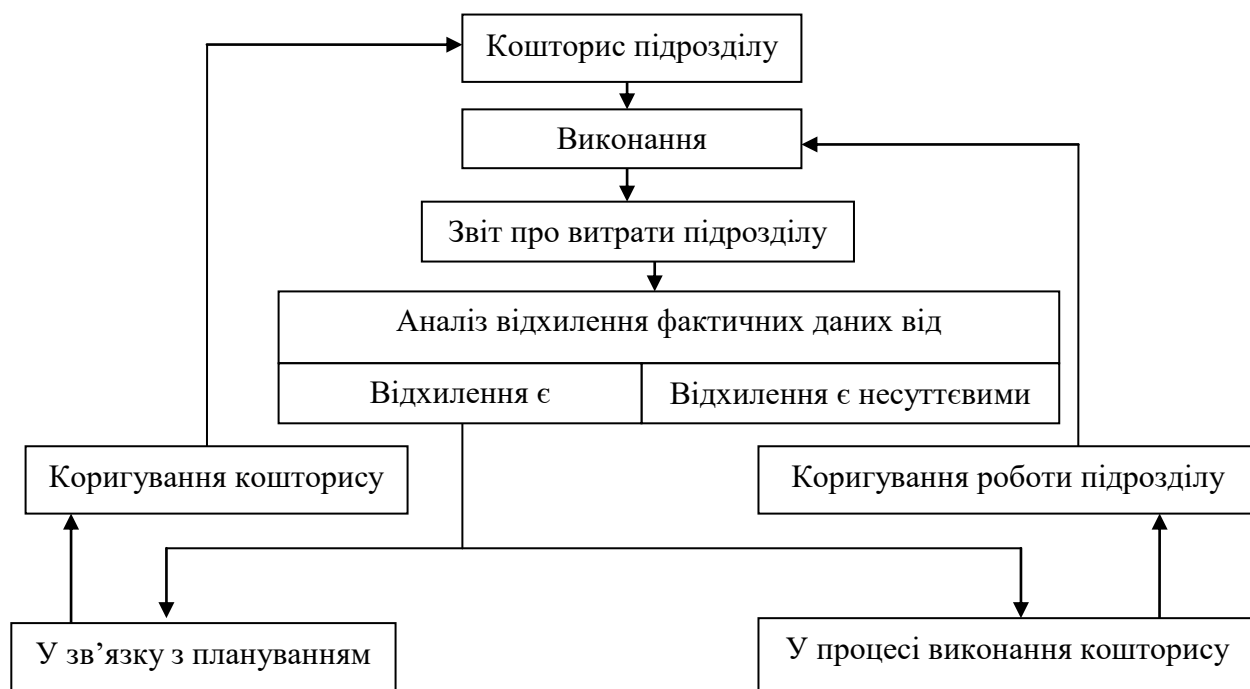 Кошторис підрозділу
Виконання
Звіт про витрати підрозділу
Аналіз відхилення фактичних даних від
Відхилення є
Відхилення є несуттєвими
Коригування кошторису
Коригування роботи підрозділу
У зв’язку з плануванням
У процесі виконання кошторису